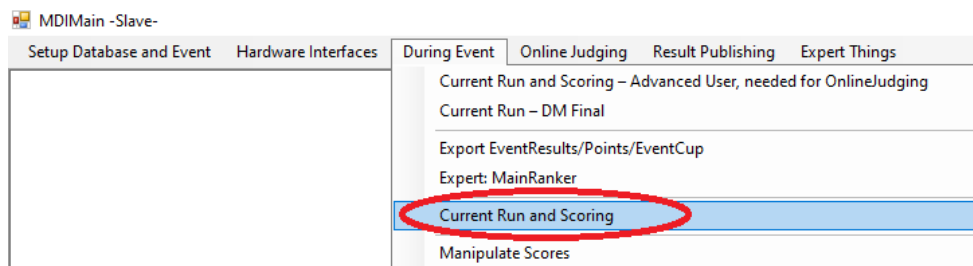 MDIMain -Slave-
Setup Database and Event Hardware Interfaces During Event Online Judging Result Publishing Expert Things
Current Run and Scoring – Advanced User, needed for OnlineJudging
Current Run – DM Final
Export EventResults/Points/EventCup
Expert: MainRanker
Current Run and Scoring
Manipulate Scores